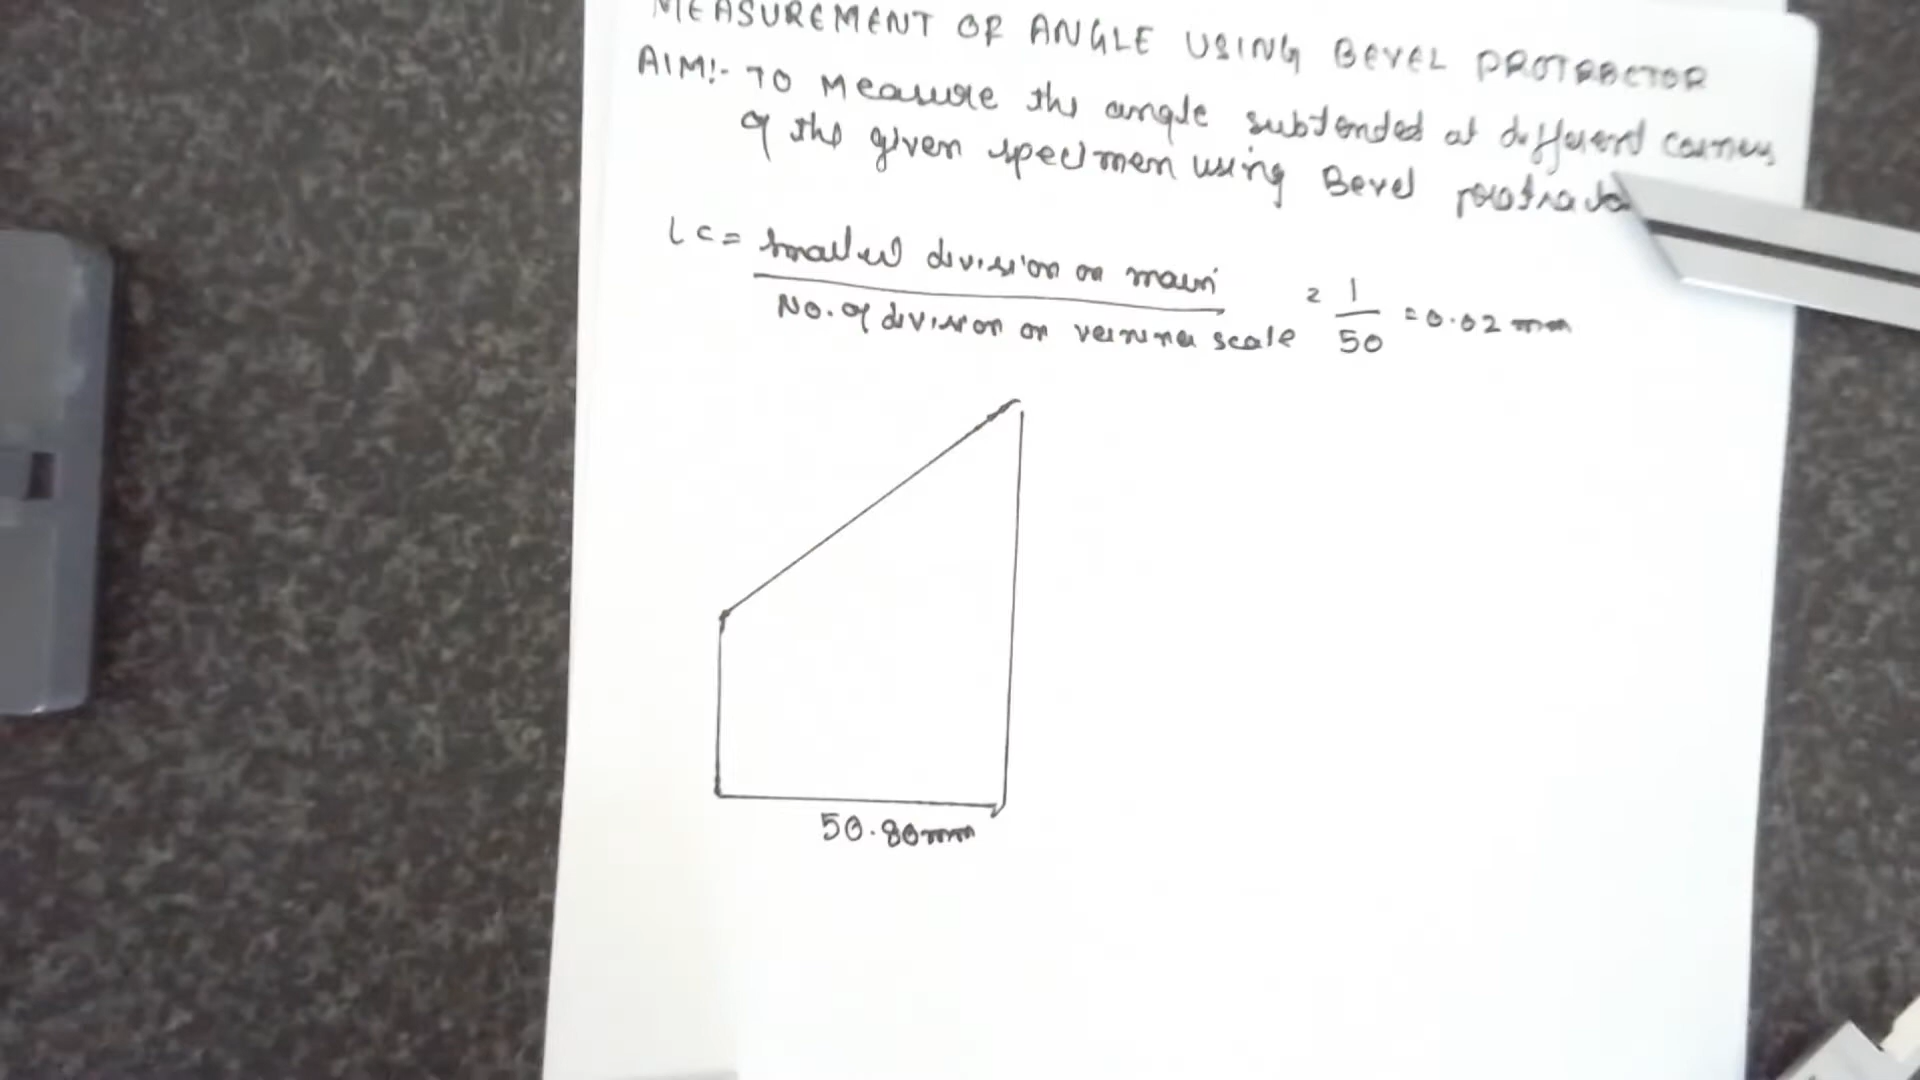 MEASUREMENT OF ANGLE USING BEVEL PROTRACTOR
AIM:- TO Measure the angle subtended at different corners
of the given specimen using Bevel protractor
LC = smallest division on main / No. of division on vernier scale = 1/50 = 0.02 mm
50.80mm